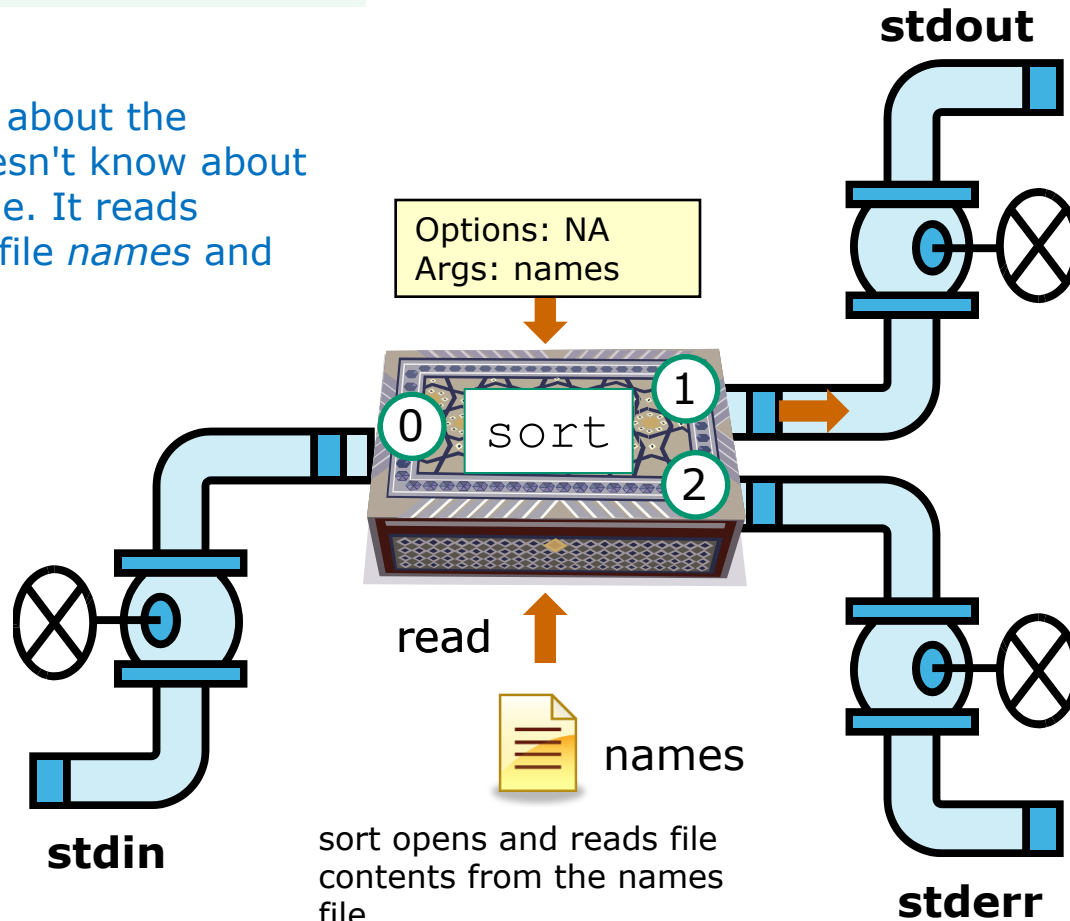 stdout
about the
esn't know about
e. It reads
file names and
Options: NA
Args: names
0
sort
1
2
read
names
stdin
sort opens and reads file
contents from the names
file
stderr